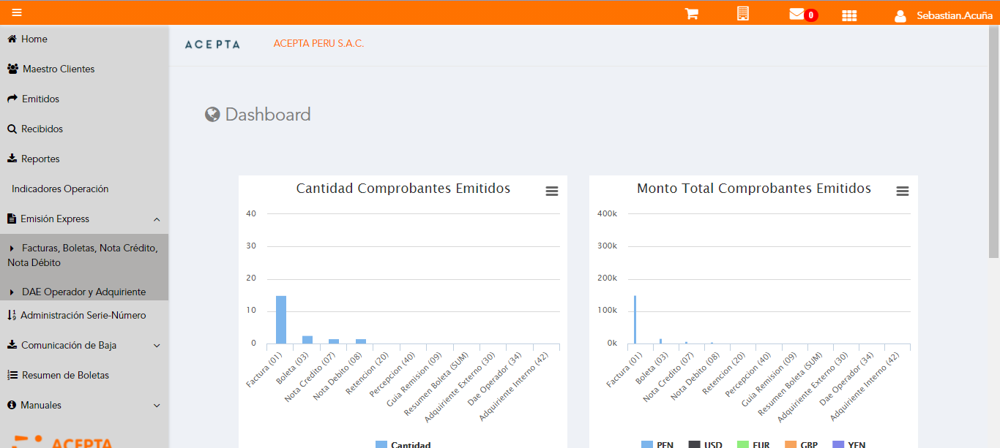 0
Sebastian.Acuña
Home
Maestro Clientes
Emitidos
Recibidos
Reportes
Indicadores Operación
Emisión Express
Facturas, Boletas, Nota Crédito,
Nota Débito
DAE Operador y Adquiriente
Administración Serie-Número
Comunicación de Baja
Resumen de Boletas
Manuales
ACEPTA
ACEPTA
ACEPTA PERU S.A.C.
Dashboard
Cantidad Comprobantes Emitidos
40
30
20
10
0
Factura (01)
Boleta (03)
Nota Credito (07)
Nota Debito (08)
Retencion (20)
Percepcion (40)
Guia Remision (09)
Resumen Boleta (SUM)
Adquiriente Externo (30)
Dae Operador (34)
Adquiriente Interno (42)
Cantidad
Monto Total Comprobantes Emitidos
400k
300k
200k
100k
0k
Factura (01)
Boleta (03)
Nota Credito (07)
Nota Debito (08)
Retencion (20)
Percepcion (40)
Guia Remision (09)
Resumen Boleta (SUM)
Adquiriente Externo (30)
Dae Operador (34)
Adquiriente Interno (42)
PEN USD EUR GBP YEN